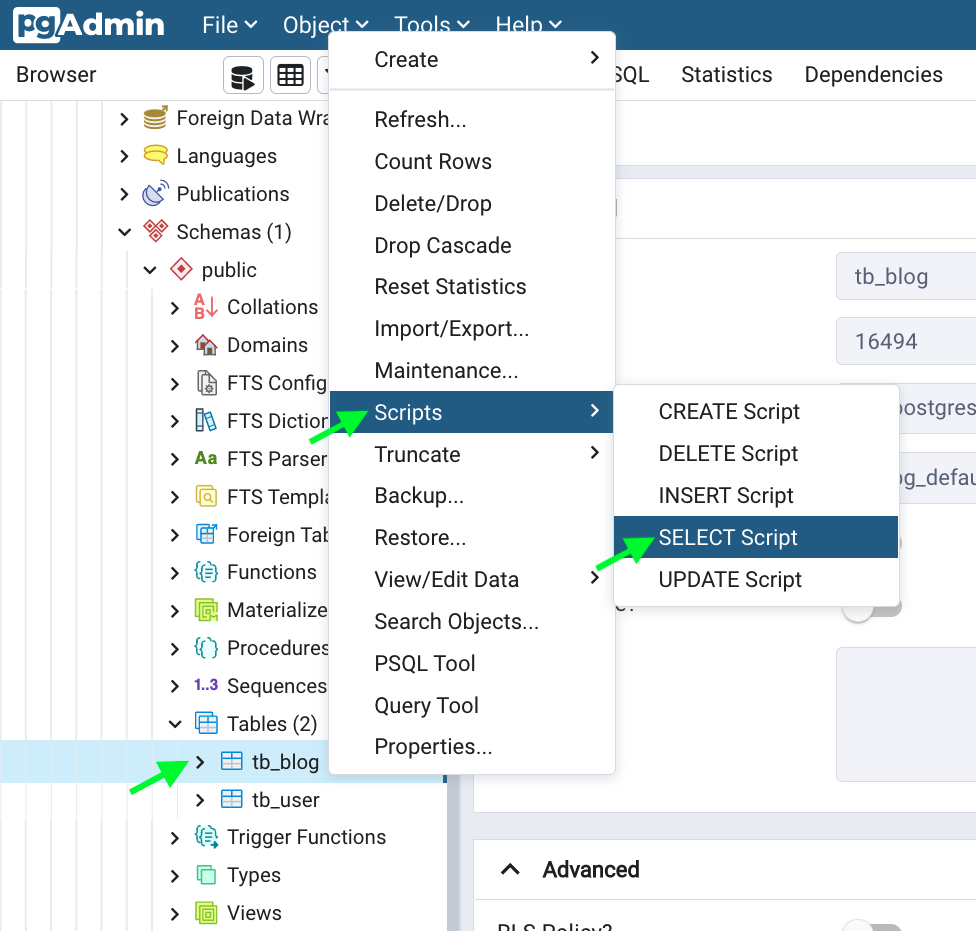 pgAdmin File Object Tools Help
Browser
SQL Statistics Dependencies
Foreign Data Wra
Languages
Publications
Schemas (1)
public
Collations
Domains
FTS Config
FTS Diction
FTS Parser
FTS Templa
Foreign Tab
Functions
Materialize
Procedures
1..3 Sequences
Tables (2)
tb_blog
tb_user
Trigger Functions
Types
Views
Create
Refresh...
Count Rows
Delete/Drop
Drop Cascade
Reset Statistics
Import/Export...
Maintenance...
Scripts
Truncate
Backup...
Restore...
View/Edit Data
Search Objects...
PSQL Tool
Query Tool
Properties...
CREATE Script
DELETE Script
INSERT Script
SELECT Script
UPDATE Script
tb_blog
16494
postgres
pg_defau
Advanced
RLS Policy?